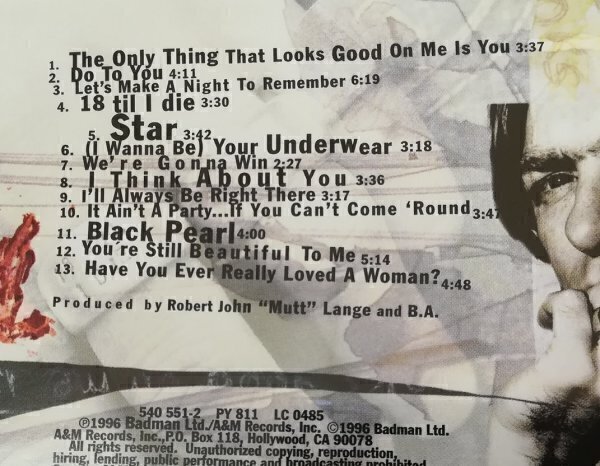 1. The Only Thing That Looks Good On Me Is You 3:37
2. Do To You 4:11
3. Let's Make A Night To Remember 6:19
4. 18 til I die 3:30
5. Star 3:42
6. (I Wanna Be) Your Underwear 3:18
7. We're Gonna Win 2:27
8. I Think About You 3:36
9. I'll Always Be Right There 3:17
10. It Ain't A Party...If You Can't Come 'Round 3:47
11. Black Pearl 4:00
12. You're Still Beautiful To Me 5:14
13. Have You Ever Really Loved A Woman? 4:48
Produced by Robert John "Mutt" Lange and B.A.
540 551-2 PY 811 LC 0485
℗1996 Badman Ltd./A&M Records, Inc. ©1996 Badman Ltd.
A&M Records, Inc.,P.O. Box 118, Hollywood, CA 90078
All rights reserved. Unauthorized copying, reproduction,
hiring, lending, public performance and broadcasting prohibited